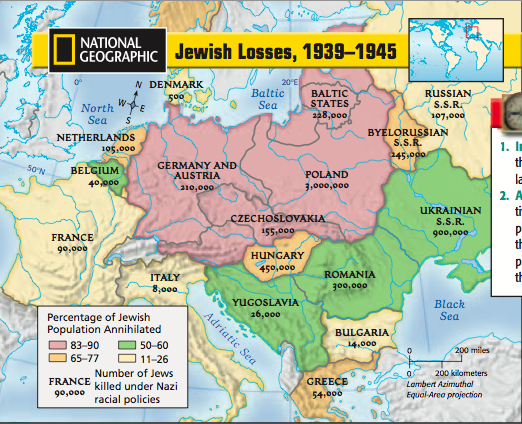 NATIONAL
GEOGRAPHIC
Jewish Losses, 1939–1945
0°
N
W
E
S
DENMARK
500
North
Sea
20°E
Baltic
Sea
BALTIC
STATES
228,000
RUSSIAN
S.S.R.
107,000
NETHERLANDS
105,000
BYELORUSSIAN
S.S.R.
245,000
50°N
BELGIUM
40,000
GERMANY AND
AUSTRIA
210,000
POLAND
3,000,000
CZECHOSLOVAKIA
155,000
UKRAINIAN
S.S.R.
900,000
FRANCE
90,000
HUNGARY
450,000
ITALY
8,000
ROMANIA
300,000
YUGOSLAVIA
26,000
Adriatic Sea
Black
Sea
BULGARIA
14,000
GREECE
54,000
Percentage of Jewish
Population Annihilated
83–90 50–60
65–77 11–26
FRANCE
90,000
Number of Jews
killed under Nazi
racial policies
0 200 miles
0 200 kilometers
Lambert Azimuthal
Equal-Area projection
1.
2.